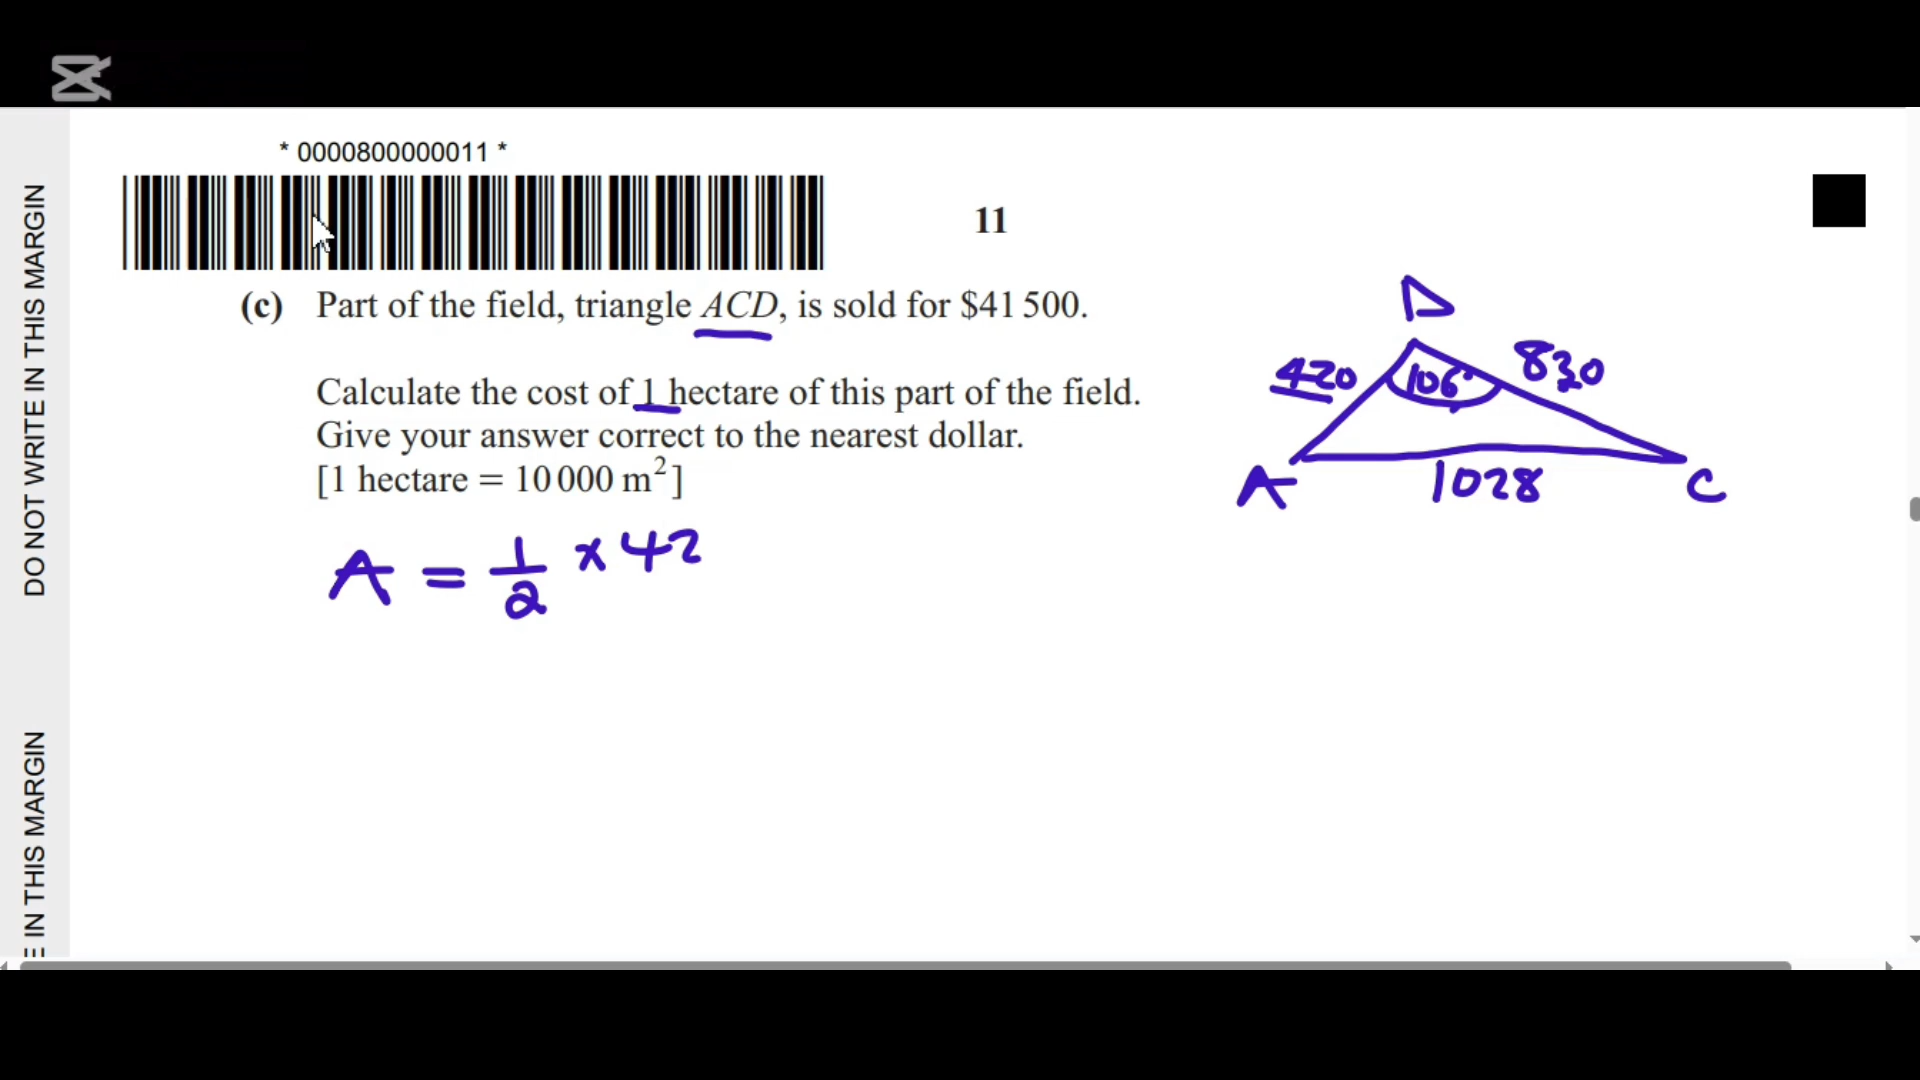 * 0000800000011 *
11
DO NOT WRITE IN THIS MARGIN
(c) Part of the field, triangle ACD, is sold for $41 500.
Calculate the cost of 1 hectare of this part of the field.
Give your answer correct to the nearest dollar.
[1 hectare = 10 000 m²]
D
420
106°
830
A
1028
C
A = 1/2 × 42
E IN THIS MARGIN